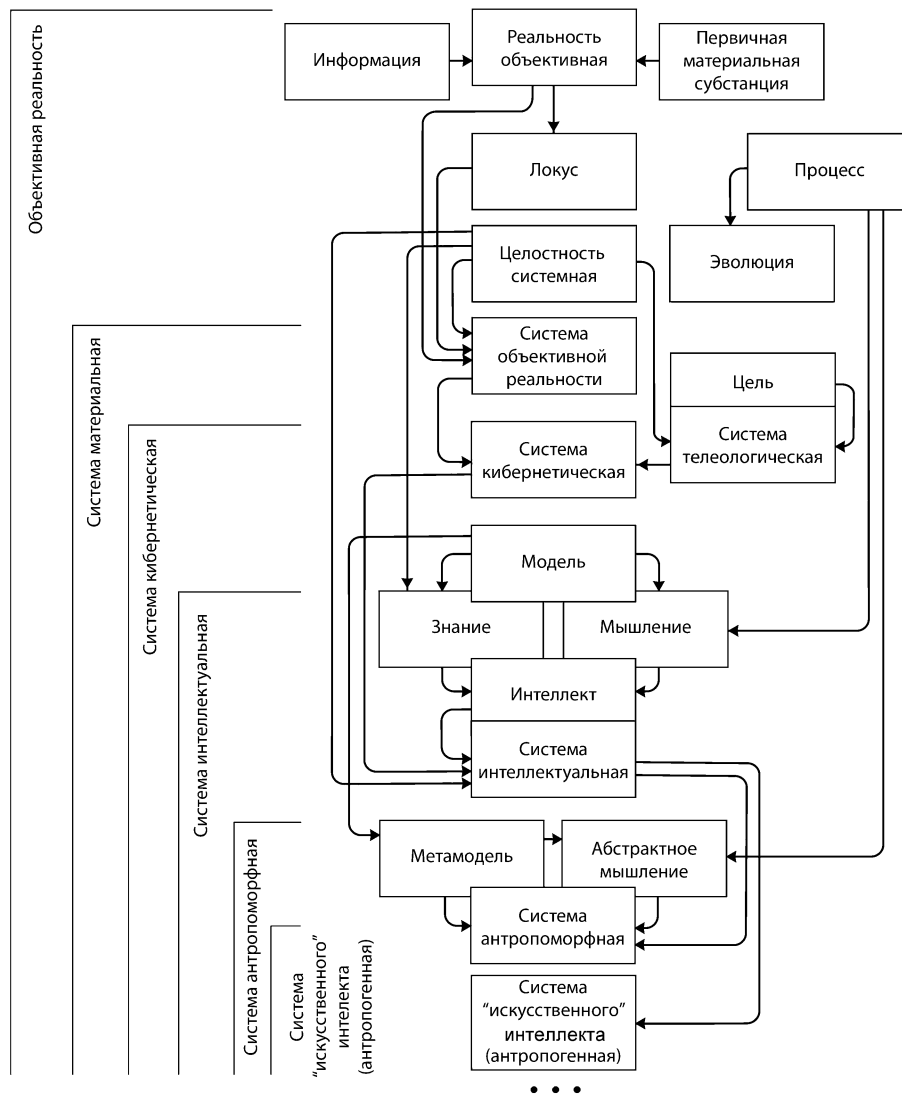 Объективная реальность
Система материальная
Система кибернетическая
Система интеллектуальная
Система антропоморфная
Система
“искусственного”
интелекта
(антропогенная)
Информация
Реальность
объективная
Первичная
материальная
субстанция
Локус
Процесс
Целостность
системная
Эволюция
Система
объективной
реальности
Цель
Система
телеологическая
Система
кибернетическая
Модель
Знание
Мышление
Интеллект
Система
интеллектуальная
Метамодель
Абстрактное
мышление
Система
антропоморфная
Система
“искусственного”
интеллекта
(антропогенная)
• • •